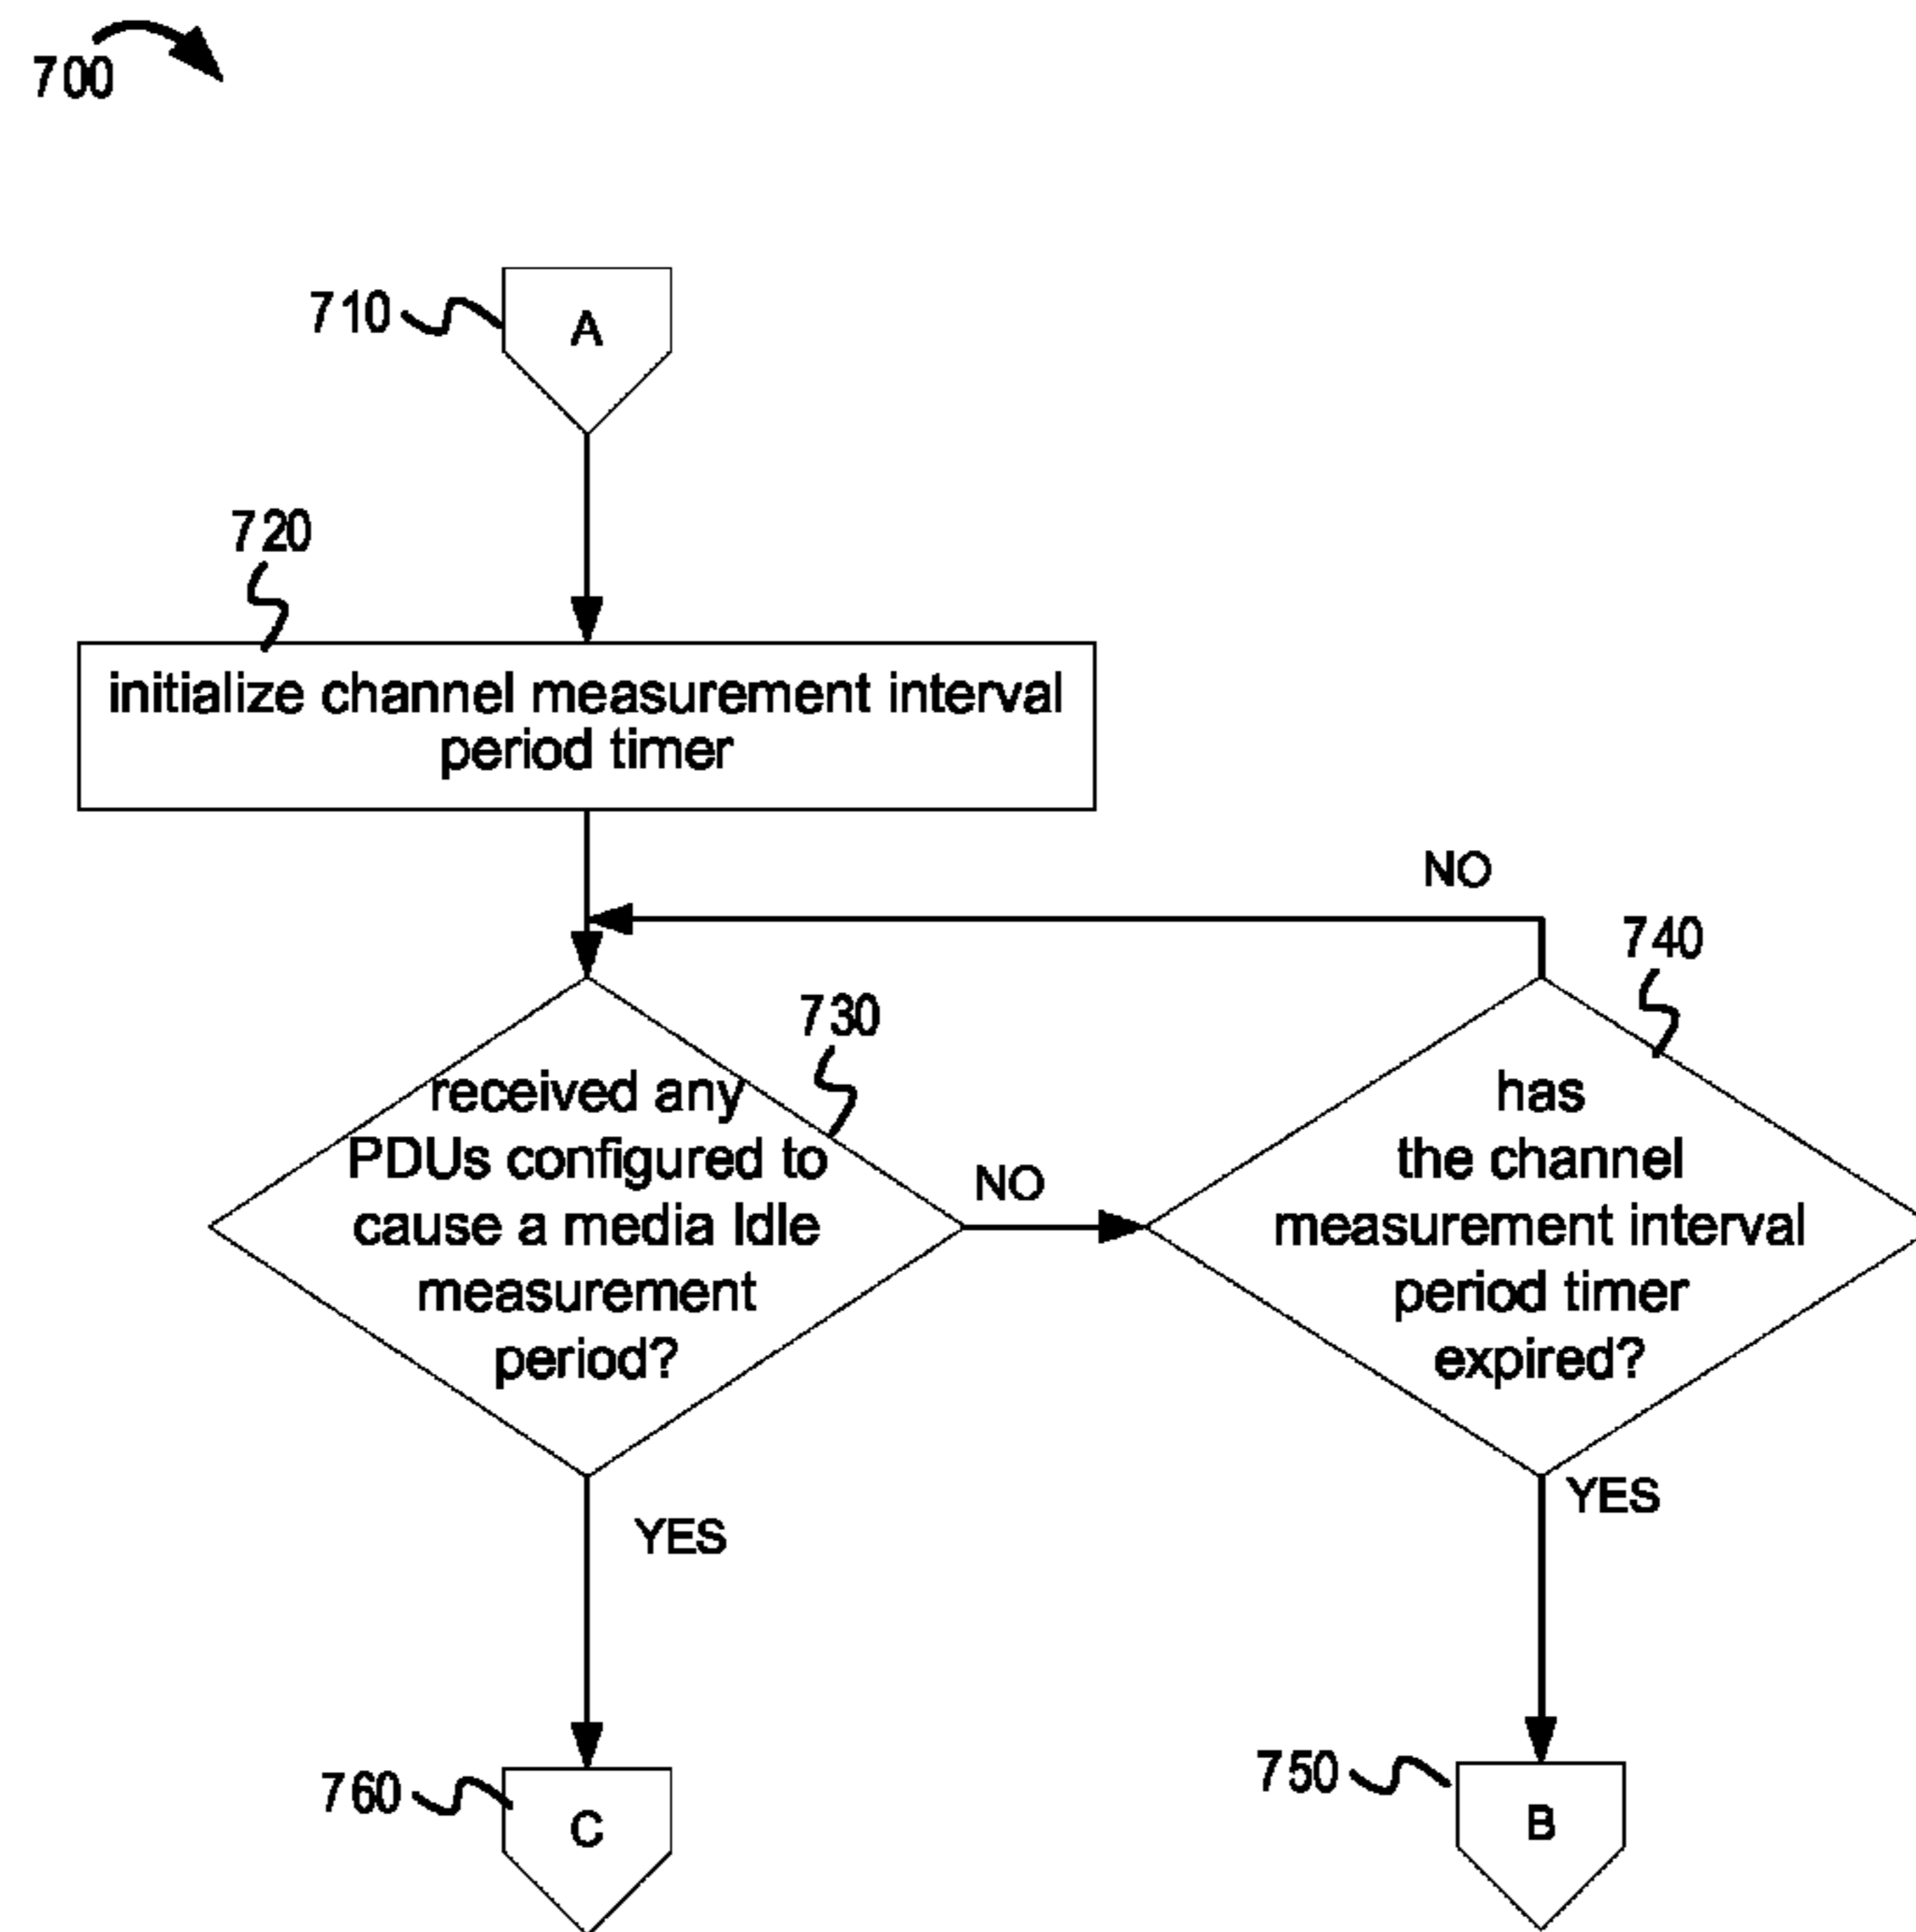 700
710
A
720
initialize channel measurement interval
period timer
NO
740
730
received any
PDUs configured to
cause a media Idle
measurement
period?
NO
has
the channel
measurement interval
period timer
expired?
YES
YES
760
C
750
B